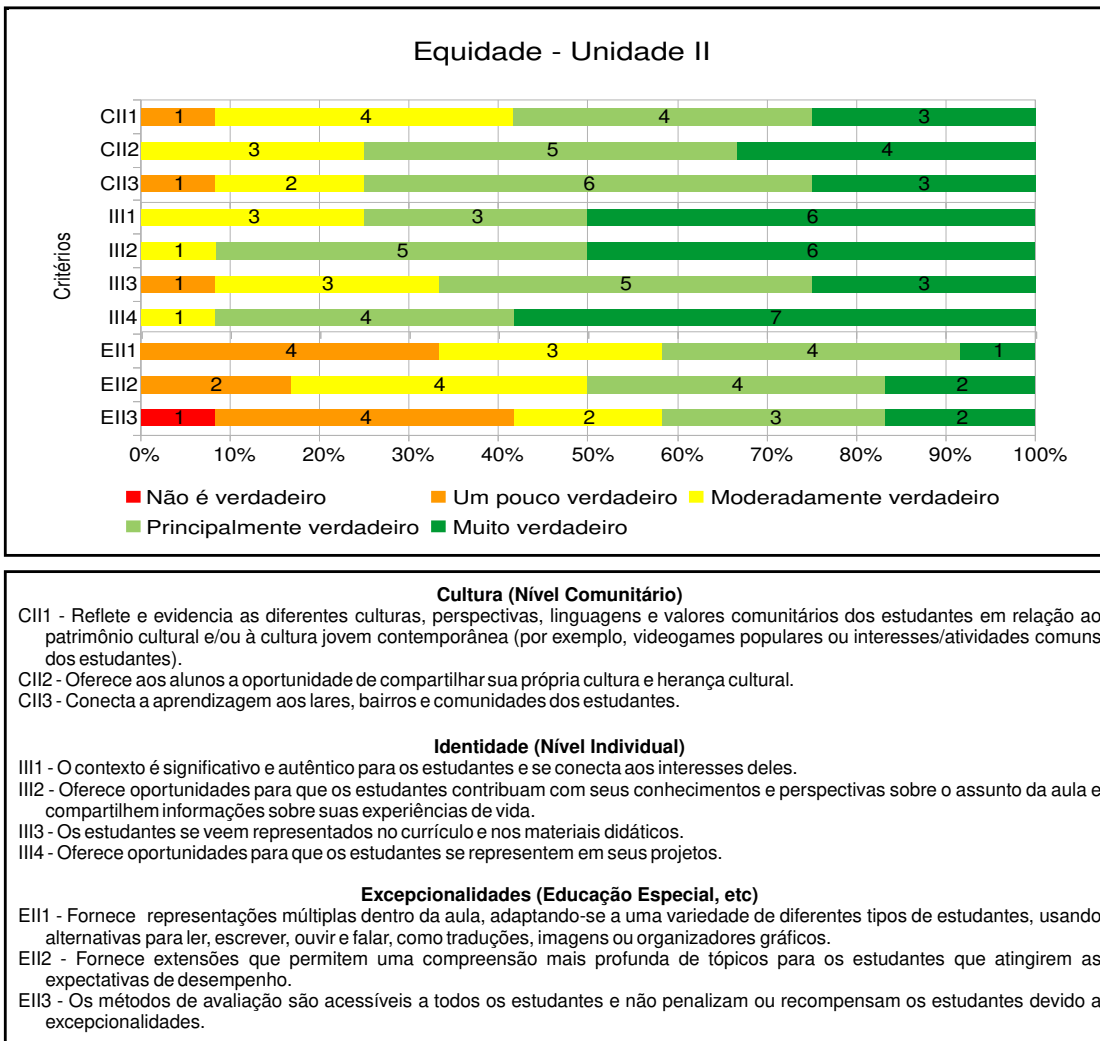 Equidade - Unidade II
Critérios
CII1 1 4 4 3
CII2 3 5 4
CII3 1 2 6 3
III1 3 3 6
III2 1 5 6
III3 1 3 5 3
III4 1 4 7
EII1 4 3 4 1
EII2 2 4 4 2
EII3 1 4 2 3 2
0% 10% 20% 30% 40% 50% 60% 70% 80% 90% 100%
Não é verdadeiro Um pouco verdadeiro Moderadamente verdadeiro
Principalmente verdadeiro Muito verdadeiro
Cultura (Nível Comunitário)
CII1 - Reflete e evidencia as diferentes culturas, perspectivas, linguagens e valores comunitários dos estudantes em relação ao
patrimônio cultural e/ou à cultura jovem contemporânea (por exemplo, videogames populares ou interesses/atividades comuns
dos estudantes).
CII2 - Oferece aos alunos a oportunidade de compartilhar sua própria cultura e herança cultural.
CII3 - Conecta a aprendizagem aos lares, bairros e comunidades dos estudantes.
Identidade (Nível Individual)
III1 - O contexto é significativo e autêntico para os estudantes e se conecta aos interesses deles.
III2 - Oferece oportunidades para que os estudantes contribuam com seus conhecimentos e perspectivas sobre o assunto da aula e
compartilhem informações sobre suas experiências de vida.
III3 - Os estudantes se veem representados no currículo e nos materiais didáticos.
III4 - Oferece oportunidades para que os estudantes se representem em seus projetos.
Excepcionalidades (Educação Especial, etc)
EII1 - Fornece representações múltiplas dentro da aula, adaptando-se a uma variedade de diferentes tipos de estudantes, usando
alternativas para ler, escrever, ouvir e falar, como traduções, imagens ou organizadores gráficos.
EII2 - Fornece extensões que permitem uma compreensão mais profunda de tópicos para os estudantes que atingirem as
expectativas de desempenho.
EII3 - Os métodos de avaliação são acessíveis a todos os estudantes e não penalizam ou recompensam os estudantes devido a
excepcionalidades.